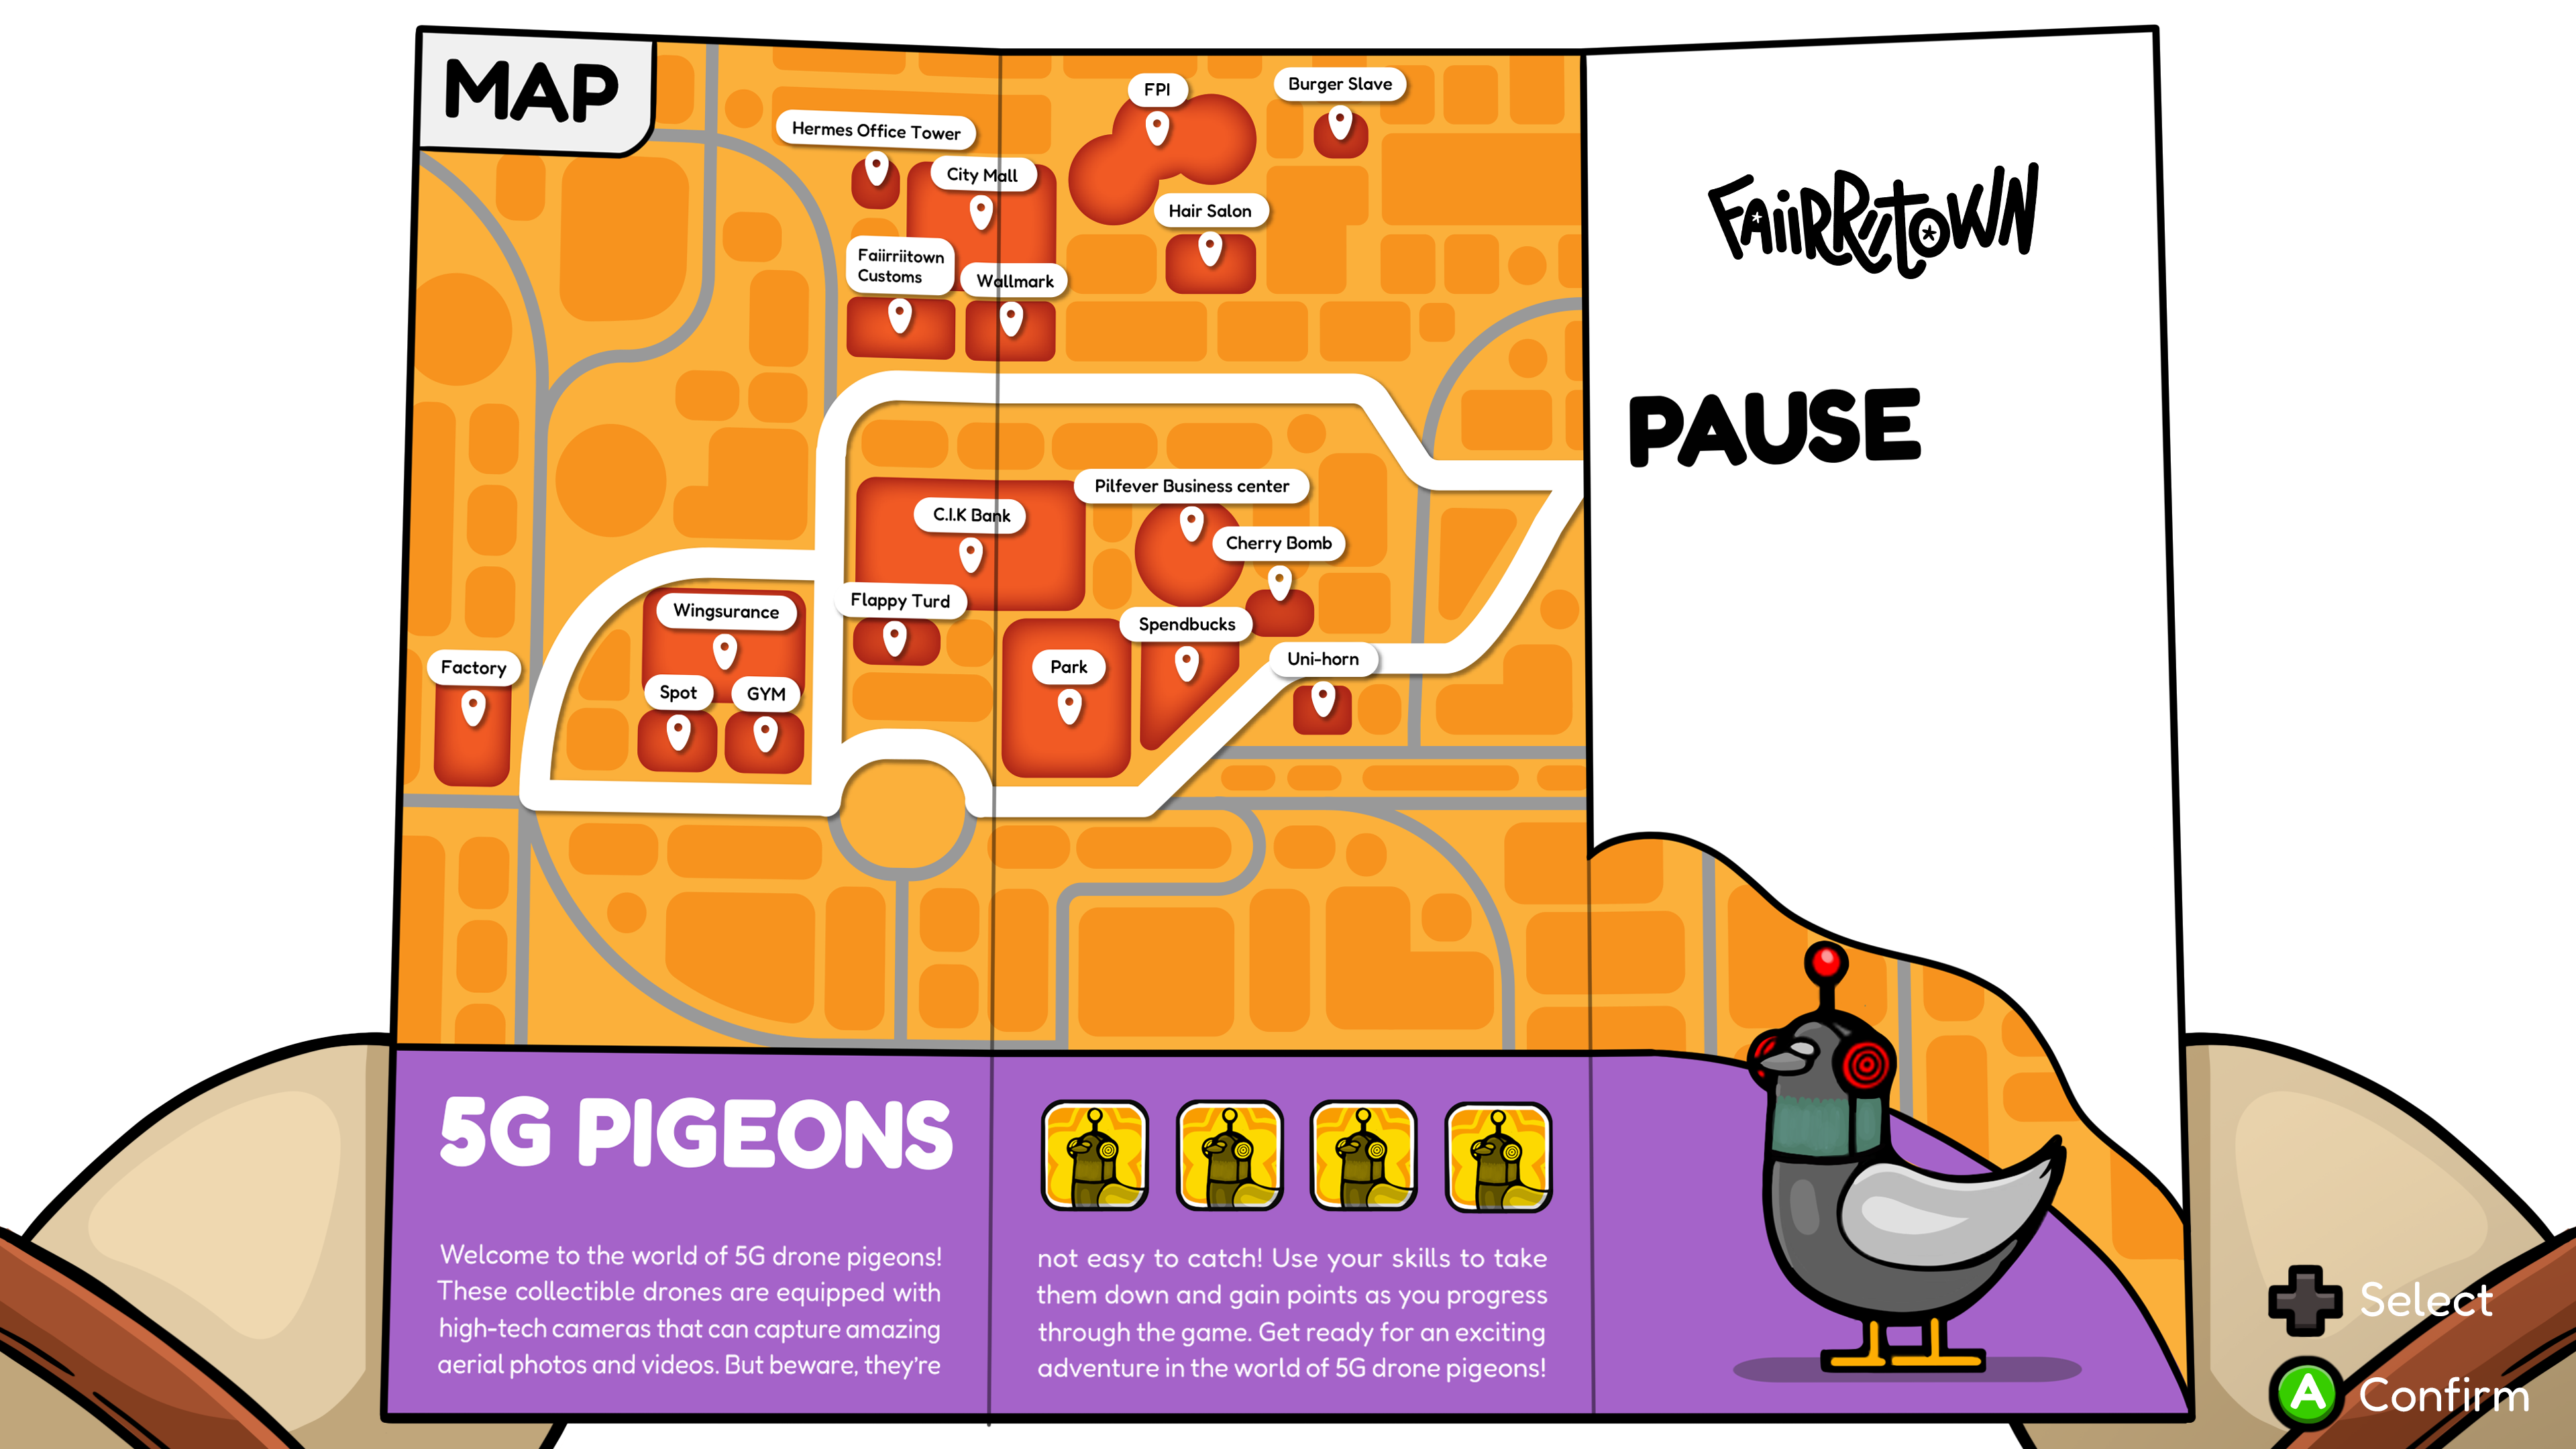 MAP
FPI
Burger Slave
Hermes Office Tower
City Mall
Hair Salon
Faiirriitown
Customs
Wallmark
C.I.K Bank
Pilfever Business center
Cherry Bomb
Flappy Turd
Wingsurance
Spendbucks
Factory
Spot
GYM
Park
Uni-horn
FAiiRRiitOWN
PAUSE
5G PIGEONS
Welcome to the world of 5G drone pigeons!
These collectible drones are equipped with
high-tech cameras that can capture amazing
aerial photos and videos. But beware, they're
not easy to catch! Use your skills to take
them down and gain points as you progress
through the game. Get ready for an exciting
adventure in the world of 5G drone pigeons!
Select
A Confirm